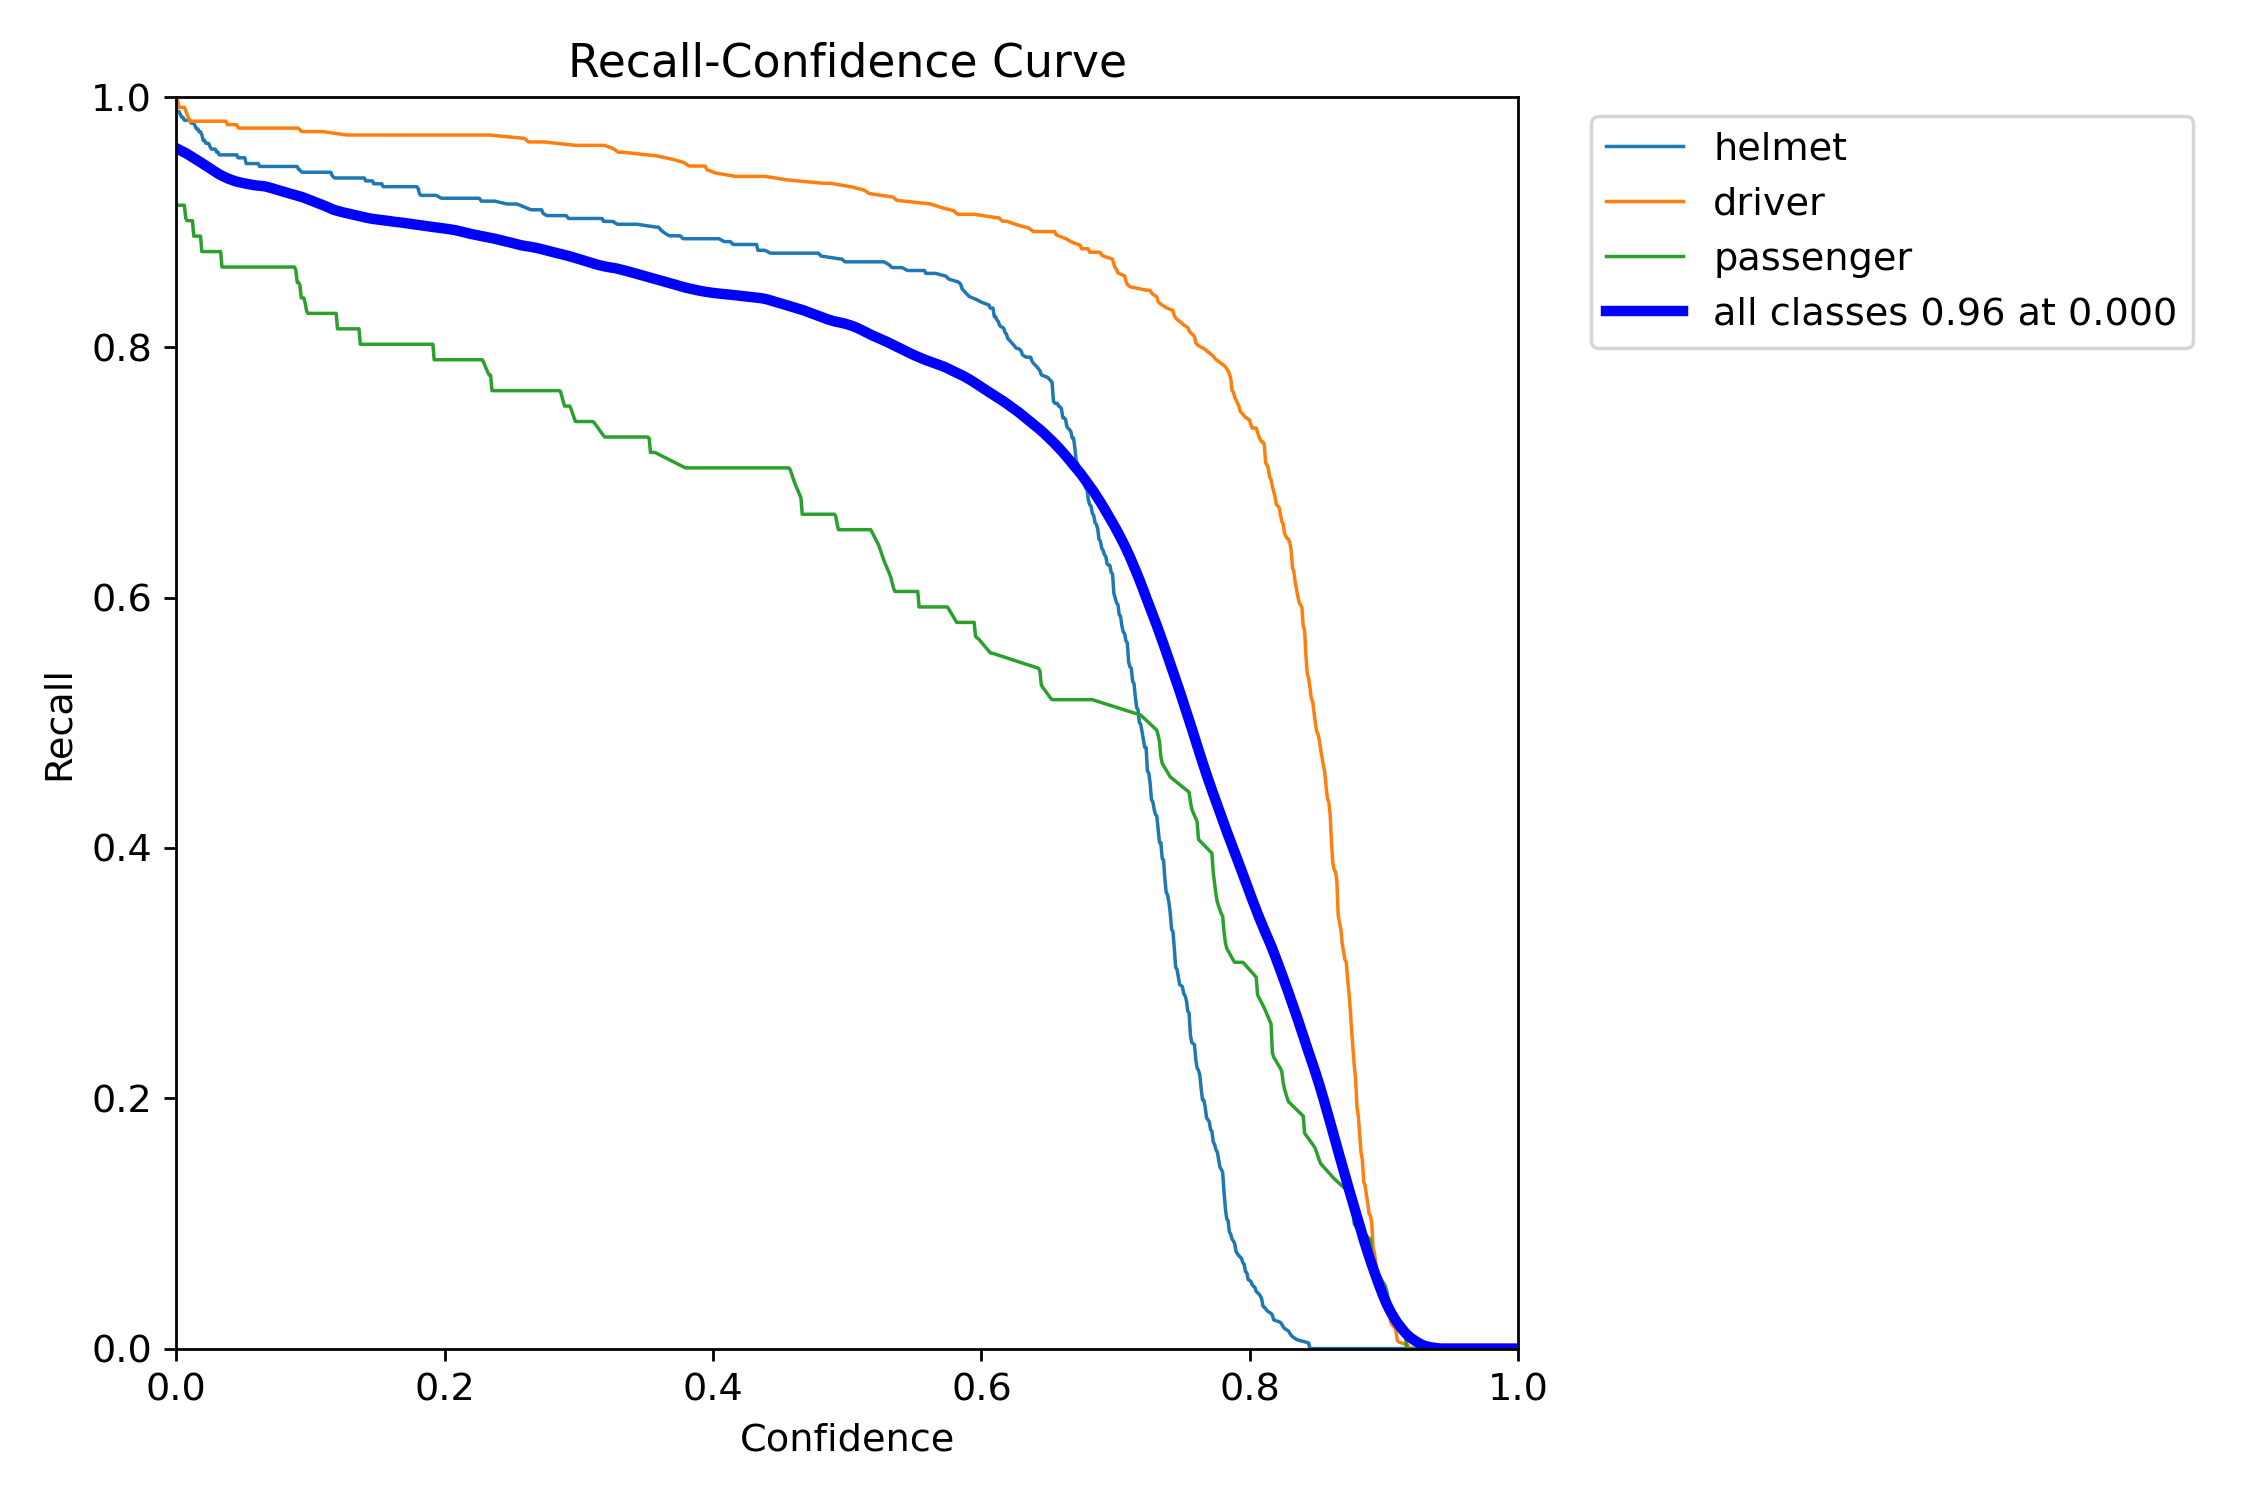 Recall-Confidence Curve
1.0
0.8
0.6
0.4
0.2
0.0
Recall
0.0 0.2 0.4 0.6 0.8 1.0
Confidence
helmet
driver
passenger
all classes 0.96 at 0.000